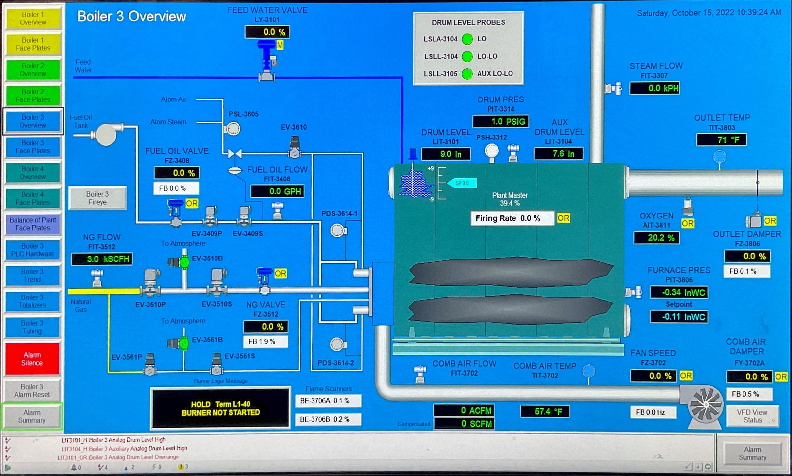 Boiler 1
Overview
Boiler 1
Face Plates
Boiler 2
Overview
Boiler 2
Face Plates
Boiler 3
Overview
Boiler 3
Face Plates
Boiler 4
Overview
Boiler 4
Face Plates
Balance of Plant
Face Plates
Boiler 3
PLC Hardware
Boiler 3
Trend
Boiler 3
Totalizers
Boiler 3
Tuning
Alarm
Silence
Boiler 3
Alarm Reset
Alarm
Summary
Boiler 3 Overview
Saturday, October 15, 2022 10:39:24 AM
FEED WATER VALVE
LY-3101
0.0 %
Feed
Water
DRUM LEVEL PROBES
LSLA-3104 LO
LSLL-3104 LO-LO
LSLL-3105 AUX LO-LO
STEAM FLOW
FIT-3307
0.0 kPH
OUTLET TEMP
TIT-3803
71 °F
DRUM PRES
PIT-3314
1.0 PSIG
PSH-3312
DRUM LEVEL
LIT-3101
9.0 in
AUX
DRUM LEVEL
LIT-3104
7.6 in
Atom Air
Atom Steam
PSL-3605
EV-3610
Fuel Oil
Tank
FUEL OIL VALVE
FZ-3408
0.0 %
FB 0.0 %
OR
FUEL OIL FLOW
FIT-3406
0.0 GPH
Boiler 3
Fireye
EV-3409P
EV-3409S
PDS-3614-1
+9
-9
Plant Master
39.4 %
Firing Rate 0.0 %
OR
OXYGEN
AIT-3811
20.2 %
OR
OUTLET DAMPER
FZ-3806
0.0 %
FB 0.1 %
OR
NG FLOW
FIT-3512
3.0 kSCFH
To Atmosphere
EV-3510B
OR
Natural
Gas
EV-3510P
EV-3510S
NG VALVE
FZ-3512
0.0 %
FB 1.9 %
To Atmosphere
EV-3561B
EV-3561P
EV-3561S
PDS-3614-2
FURNACE PRES
PIT-3805
-0.34 InWC
Setpoint
-0.11 InWC
Flame Logic Message
HOLD Term L1-40
BURNER NOT STARTED
Flame Scanners
BE-3706A 0.1 %
BE-3706B 0.2 %
COMB AIR FLOW
FIT-3702
COMB AIR TEMP
TIT-3702
Compensated
0 ACFM
0 SCFM
57.4 °F
FAN SPEED
FZ-3702
0.0 %
OR
FB 0.0 Hz
COMB AIR
DAMPER
FY-3702A
0.0 %
OR
FB 0.5 %
VFD View
Status
LIT3101_H Boiler 3 Analog Drum Level High
LIT3104_H Boiler 3 Auxiliary Analog Drum Level High
LIT3101_OR Boiler 3 Analog Drum Level Overrange
Alarm
Summary